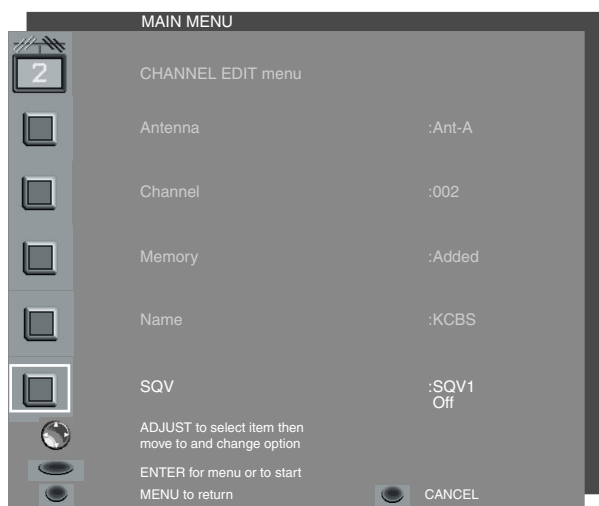 MAIN MENU
2
CHANNEL EDIT menu
Antenna :Ant-A
Channel :002
Memory :Added
Name :KCBS
SQV :SQV1
Off
ADJUST to select item then
move to and change option
ENTER for menu or to start
MENU to return CANCEL